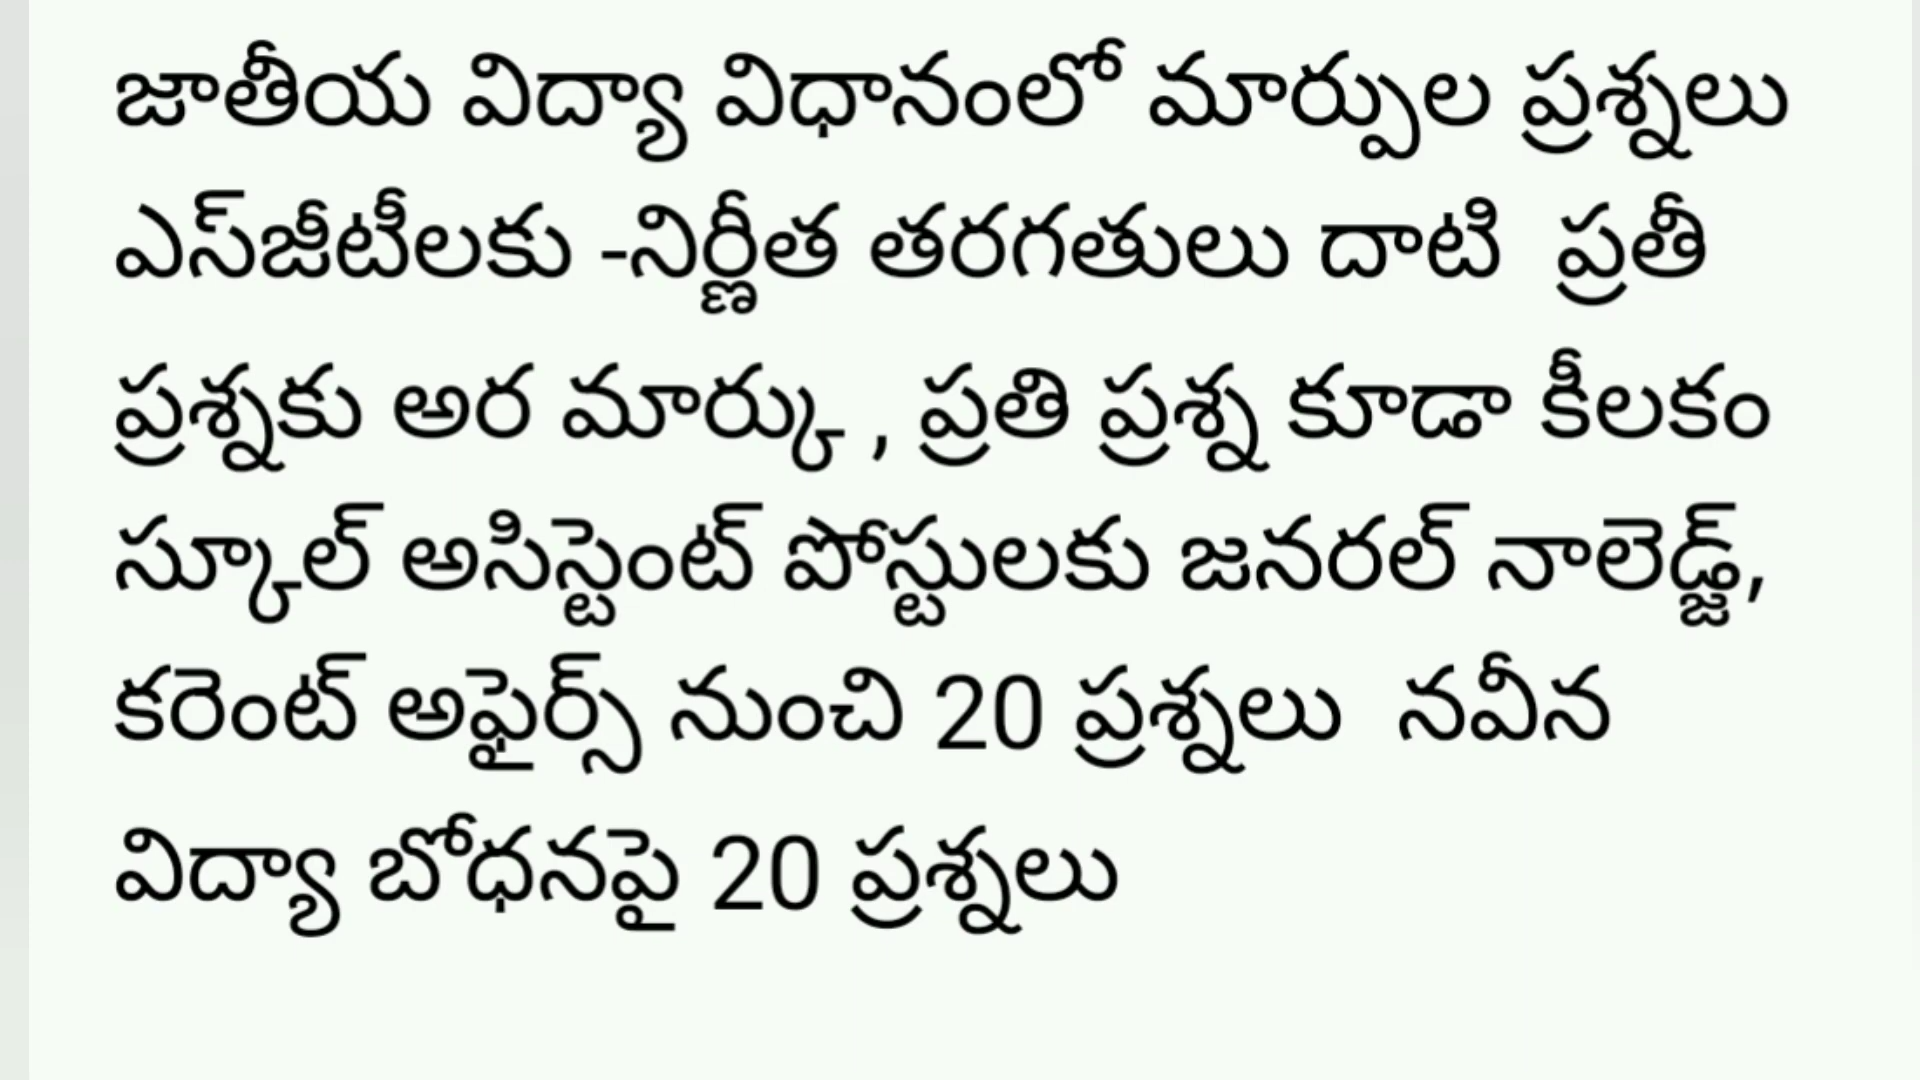 జాతీయ విద్యా విధానంలో మార్పుల ప్రశ్నలు
ఎస్‌జీటీలకు -నిర్ణీత తరగతులు దాటి  ప్రతీ
ప్రశ్నకు అర మార్కు , ప్రతి ప్రశ్న కూడా కీలకం
స్కూల్ అసిస్టెంట్ పోస్టులకు జనరల్ నాలెడ్జ్,
కరెంట్ అఫైర్స్ నుంచి 20 ప్రశ్నలు  నవీన
విద్యా బోధనపై 20 ప్రశ్నలు